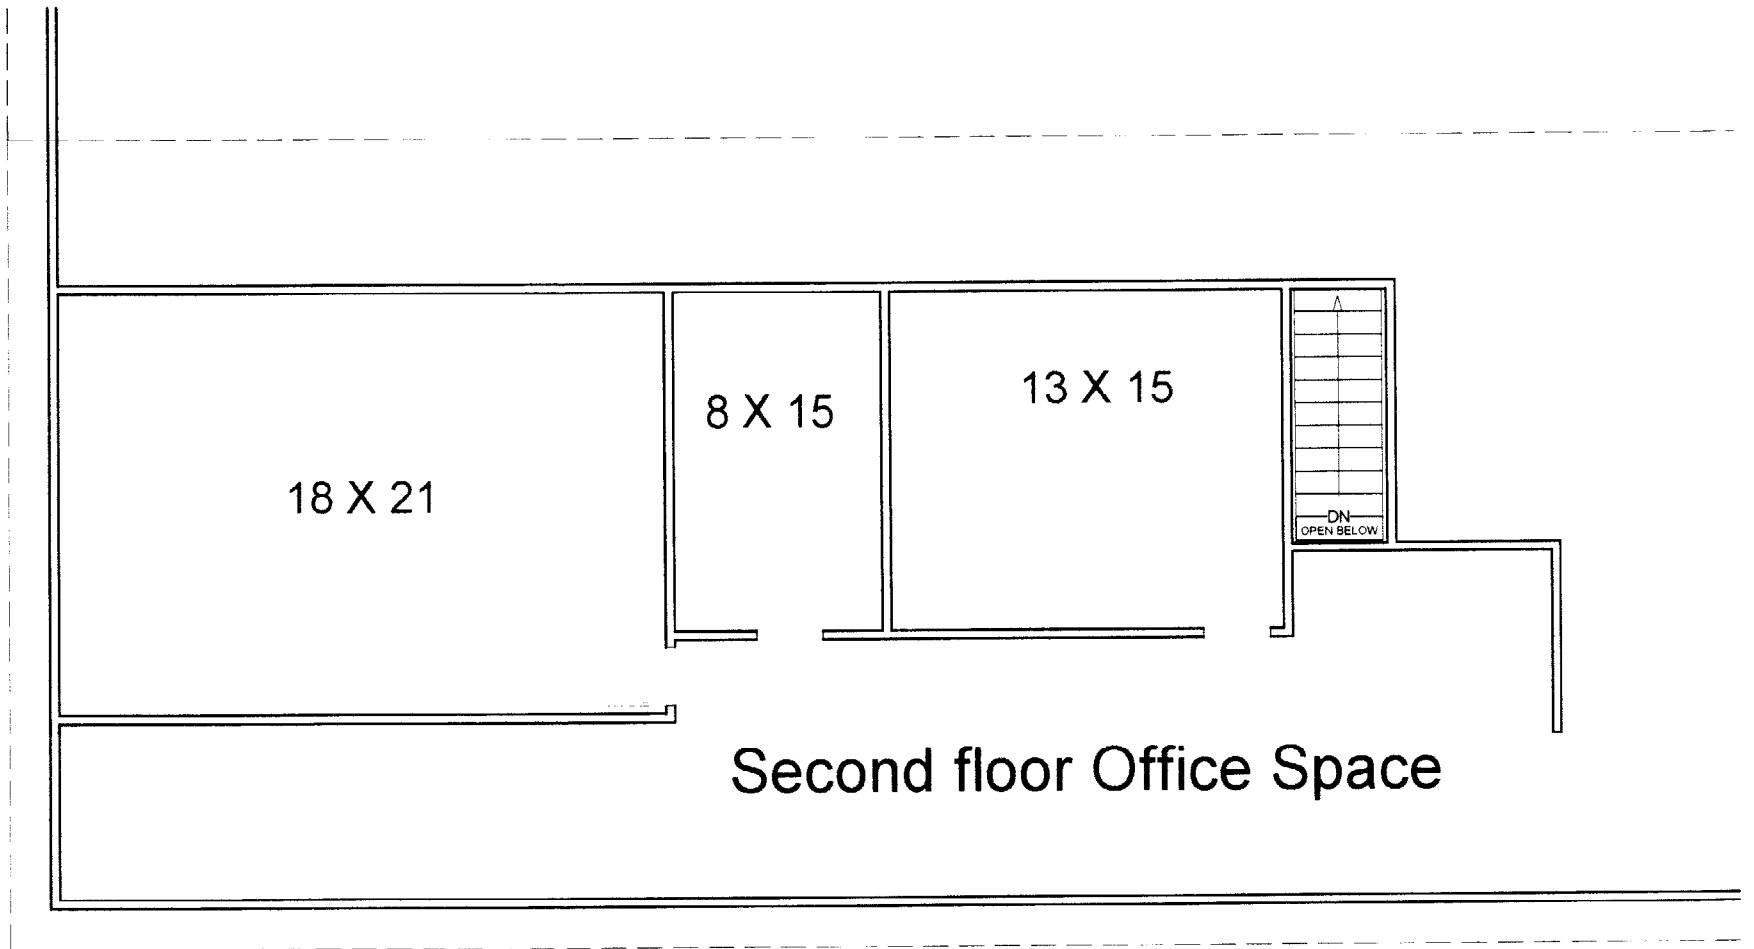 13 X 15
8 X 15
18 X 21
DN
OPEN BELOW
Second floor Office Space